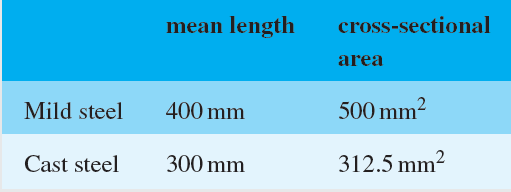 mean length cross-sectional
area
Mild steel 400 mm 500 mm²
Cast steel 300 mm 312.5 mm²